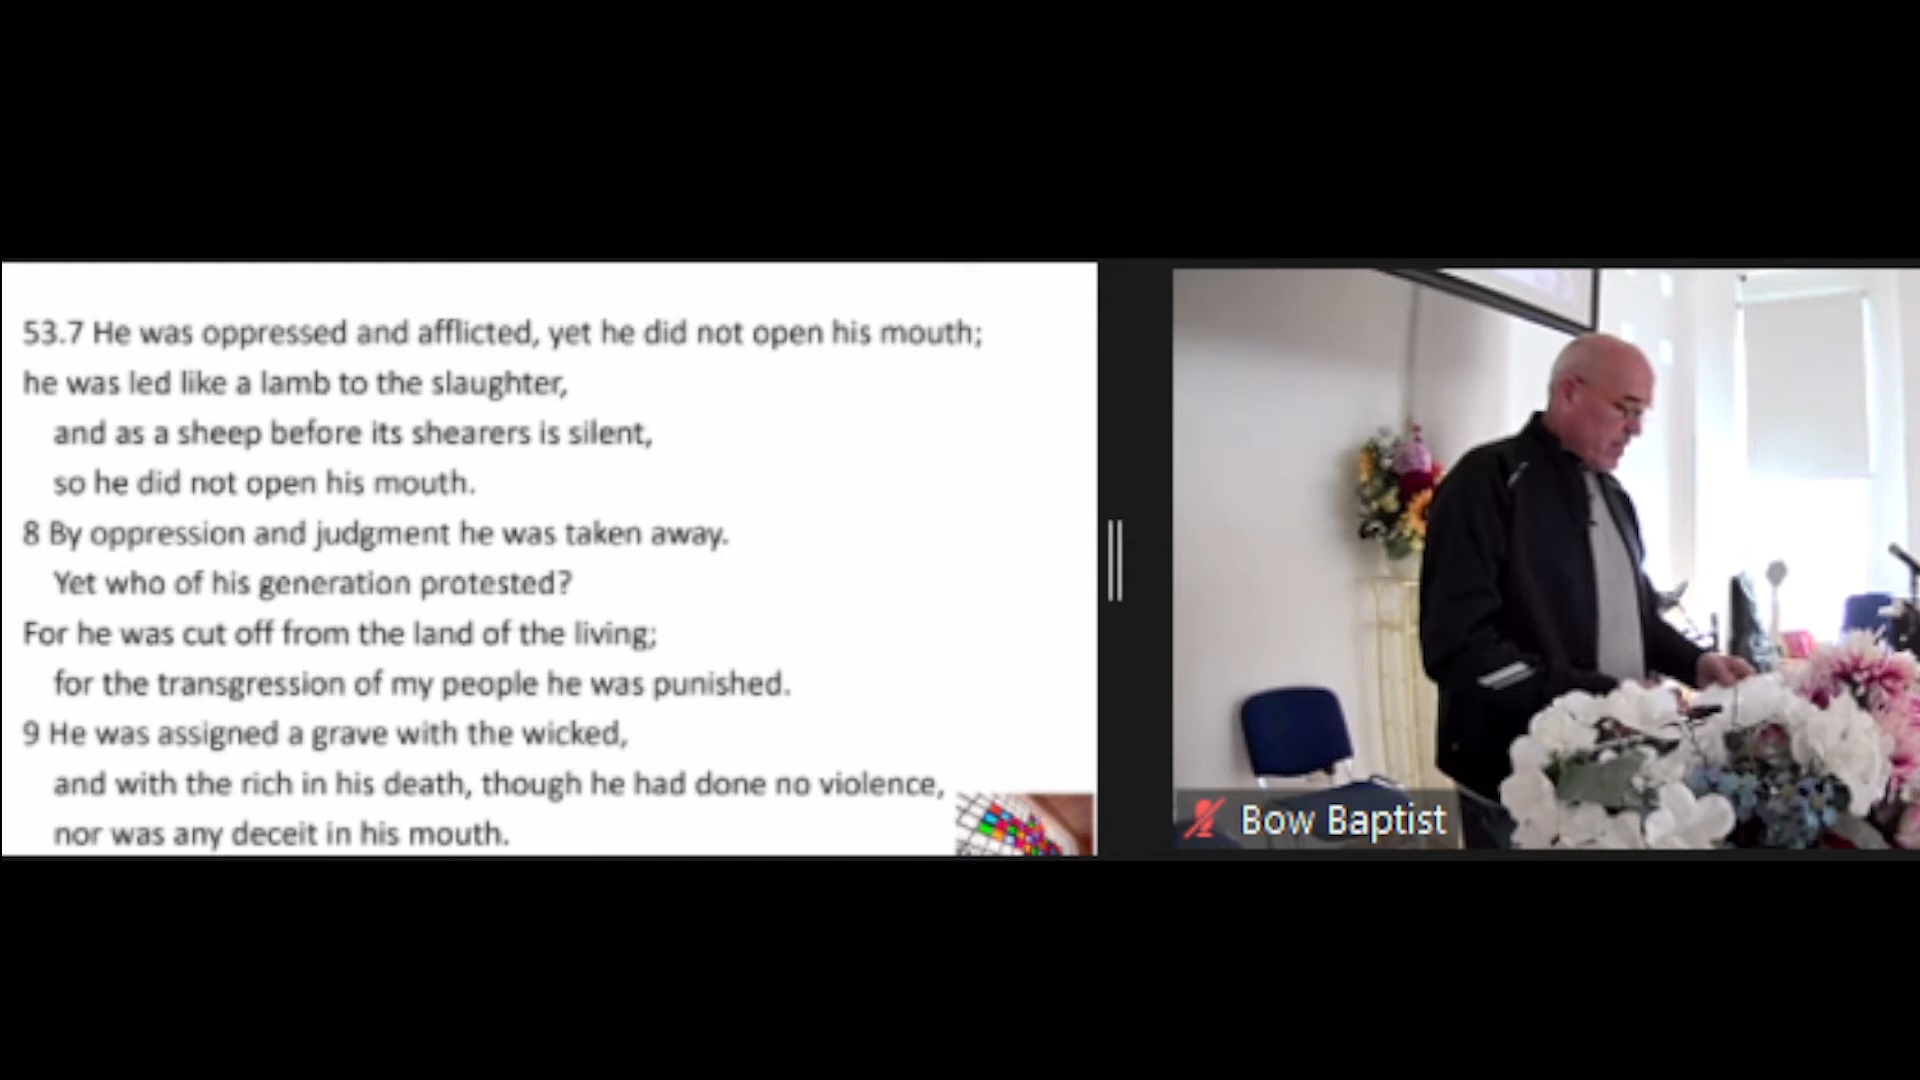 53.7 He was oppressed and afflicted, yet he did not open his mouth;
he was led like a lamb to the slaughter,
and as a sheep before its shearers is silent,
so he did not open his mouth.
8 By oppression and judgment he was taken away.
Yet who of his generation protested?
For he was cut off from the land of the living;
for the transgression of my people he was punished.
9 He was assigned a grave with the wicked,
and with the rich in his death, though he had done no violence,
nor was any deceit in his mouth.
Bow Baptist